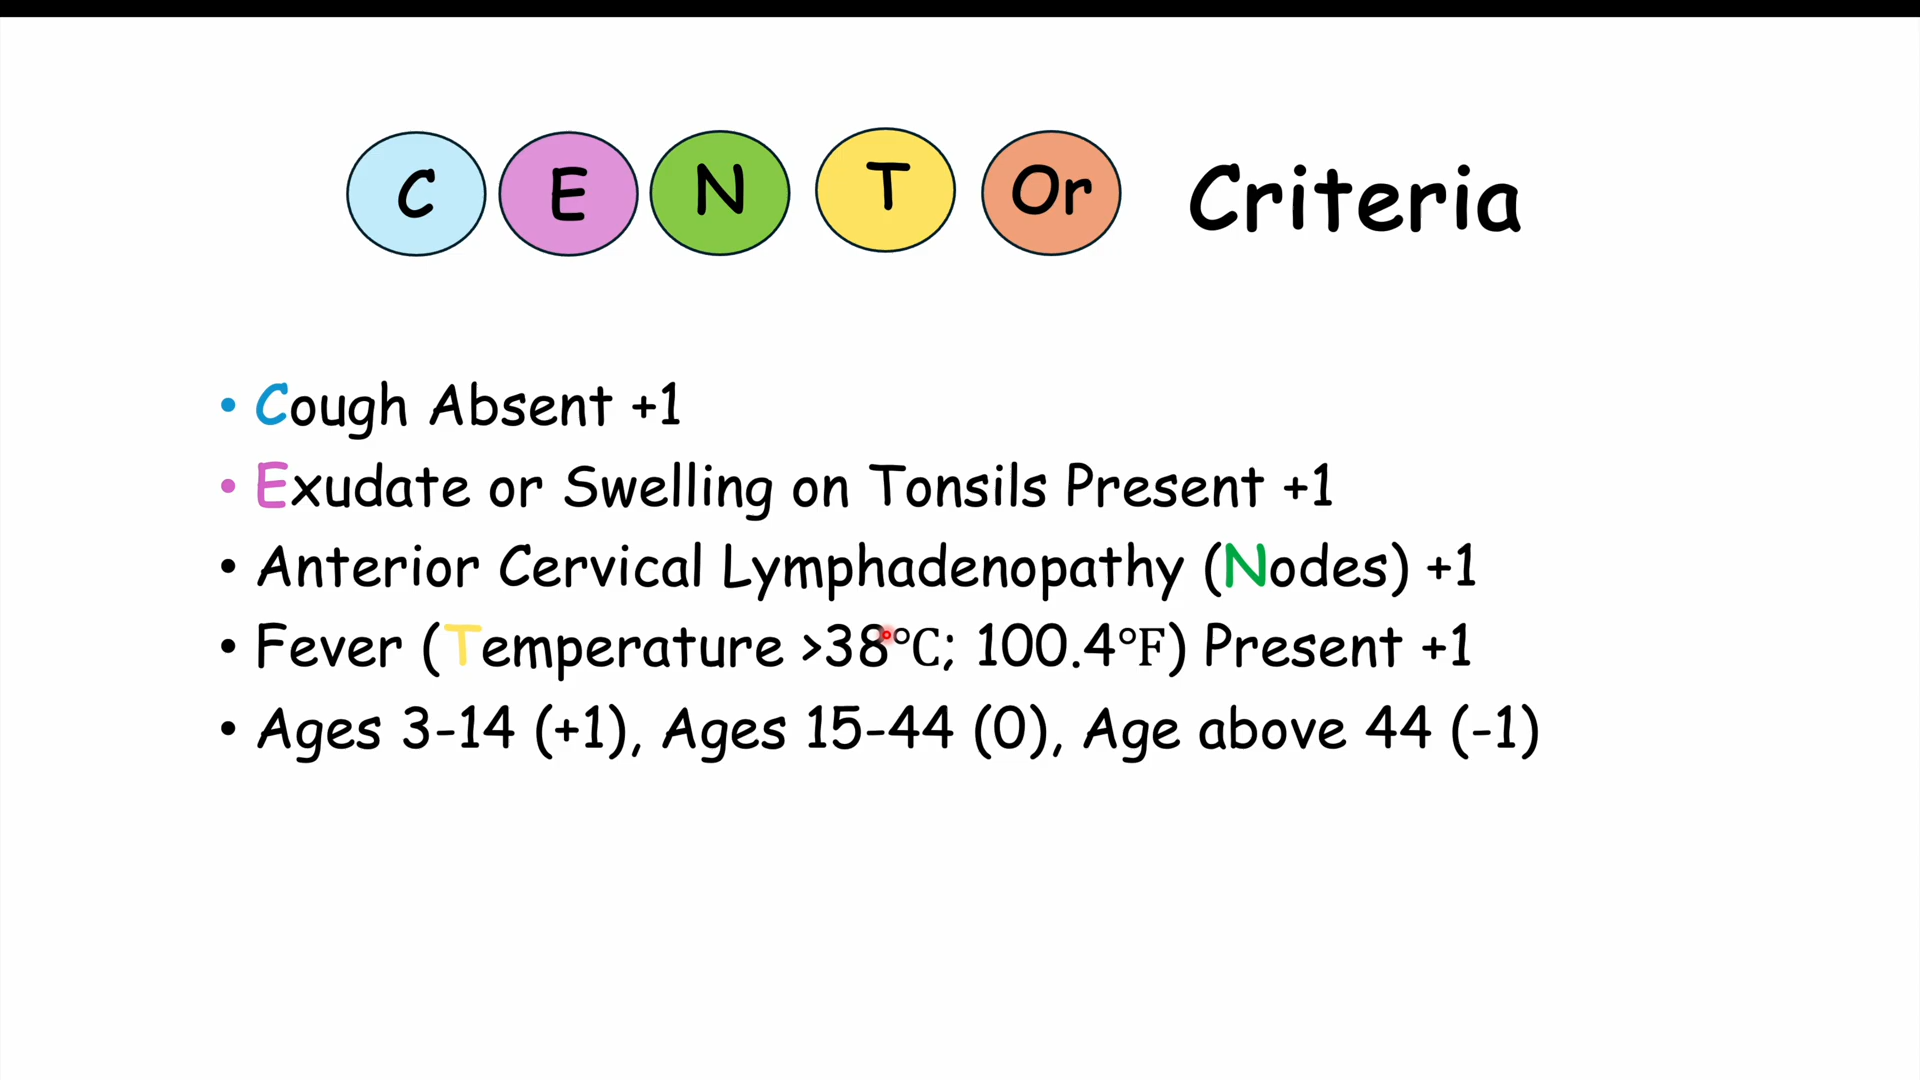 C E N T Or Criteria
• Cough Absent +1
• Exudate or Swelling on Tonsils Present +1
• Anterior Cervical Lymphadenopathy (Nodes) +1
• Fever (Temperature >38°C; 100.4°F) Present +1
• Ages 3-14 (+1), Ages 15-44 (0), Age above 44 (-1)